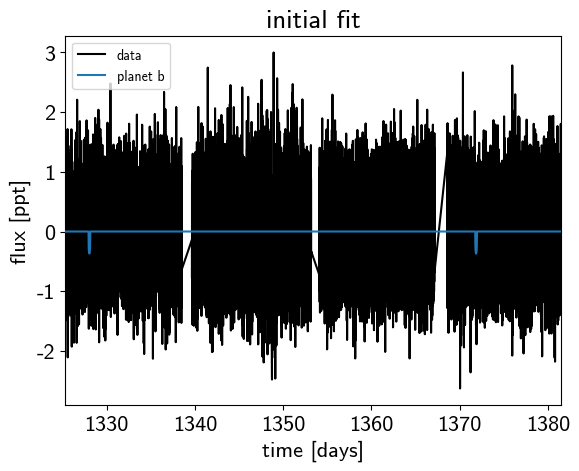 initial fit
data
planet b
3
2
1
0
-1
-2
flux [ppt]
1330 1340 1350 1360 1370 1380
time [days]